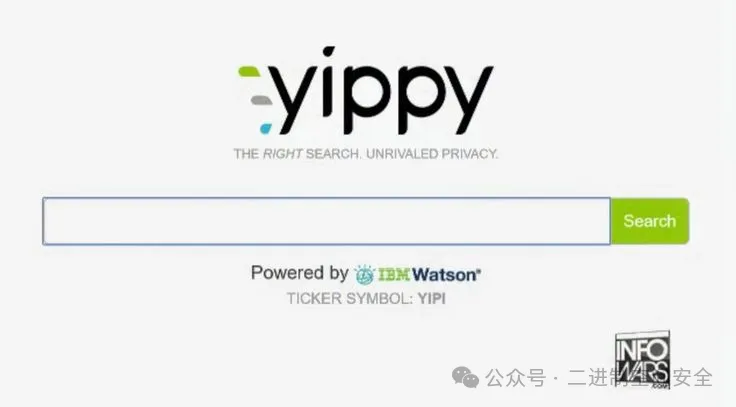 yippy
THE RIGHT SEARCH. UNRIVALED PRIVACY.
Search
Powered by IBM Watson®
TICKER SYMBOL: YIPI
INFO
WARS
.COM
公众号 · 二进制 安全